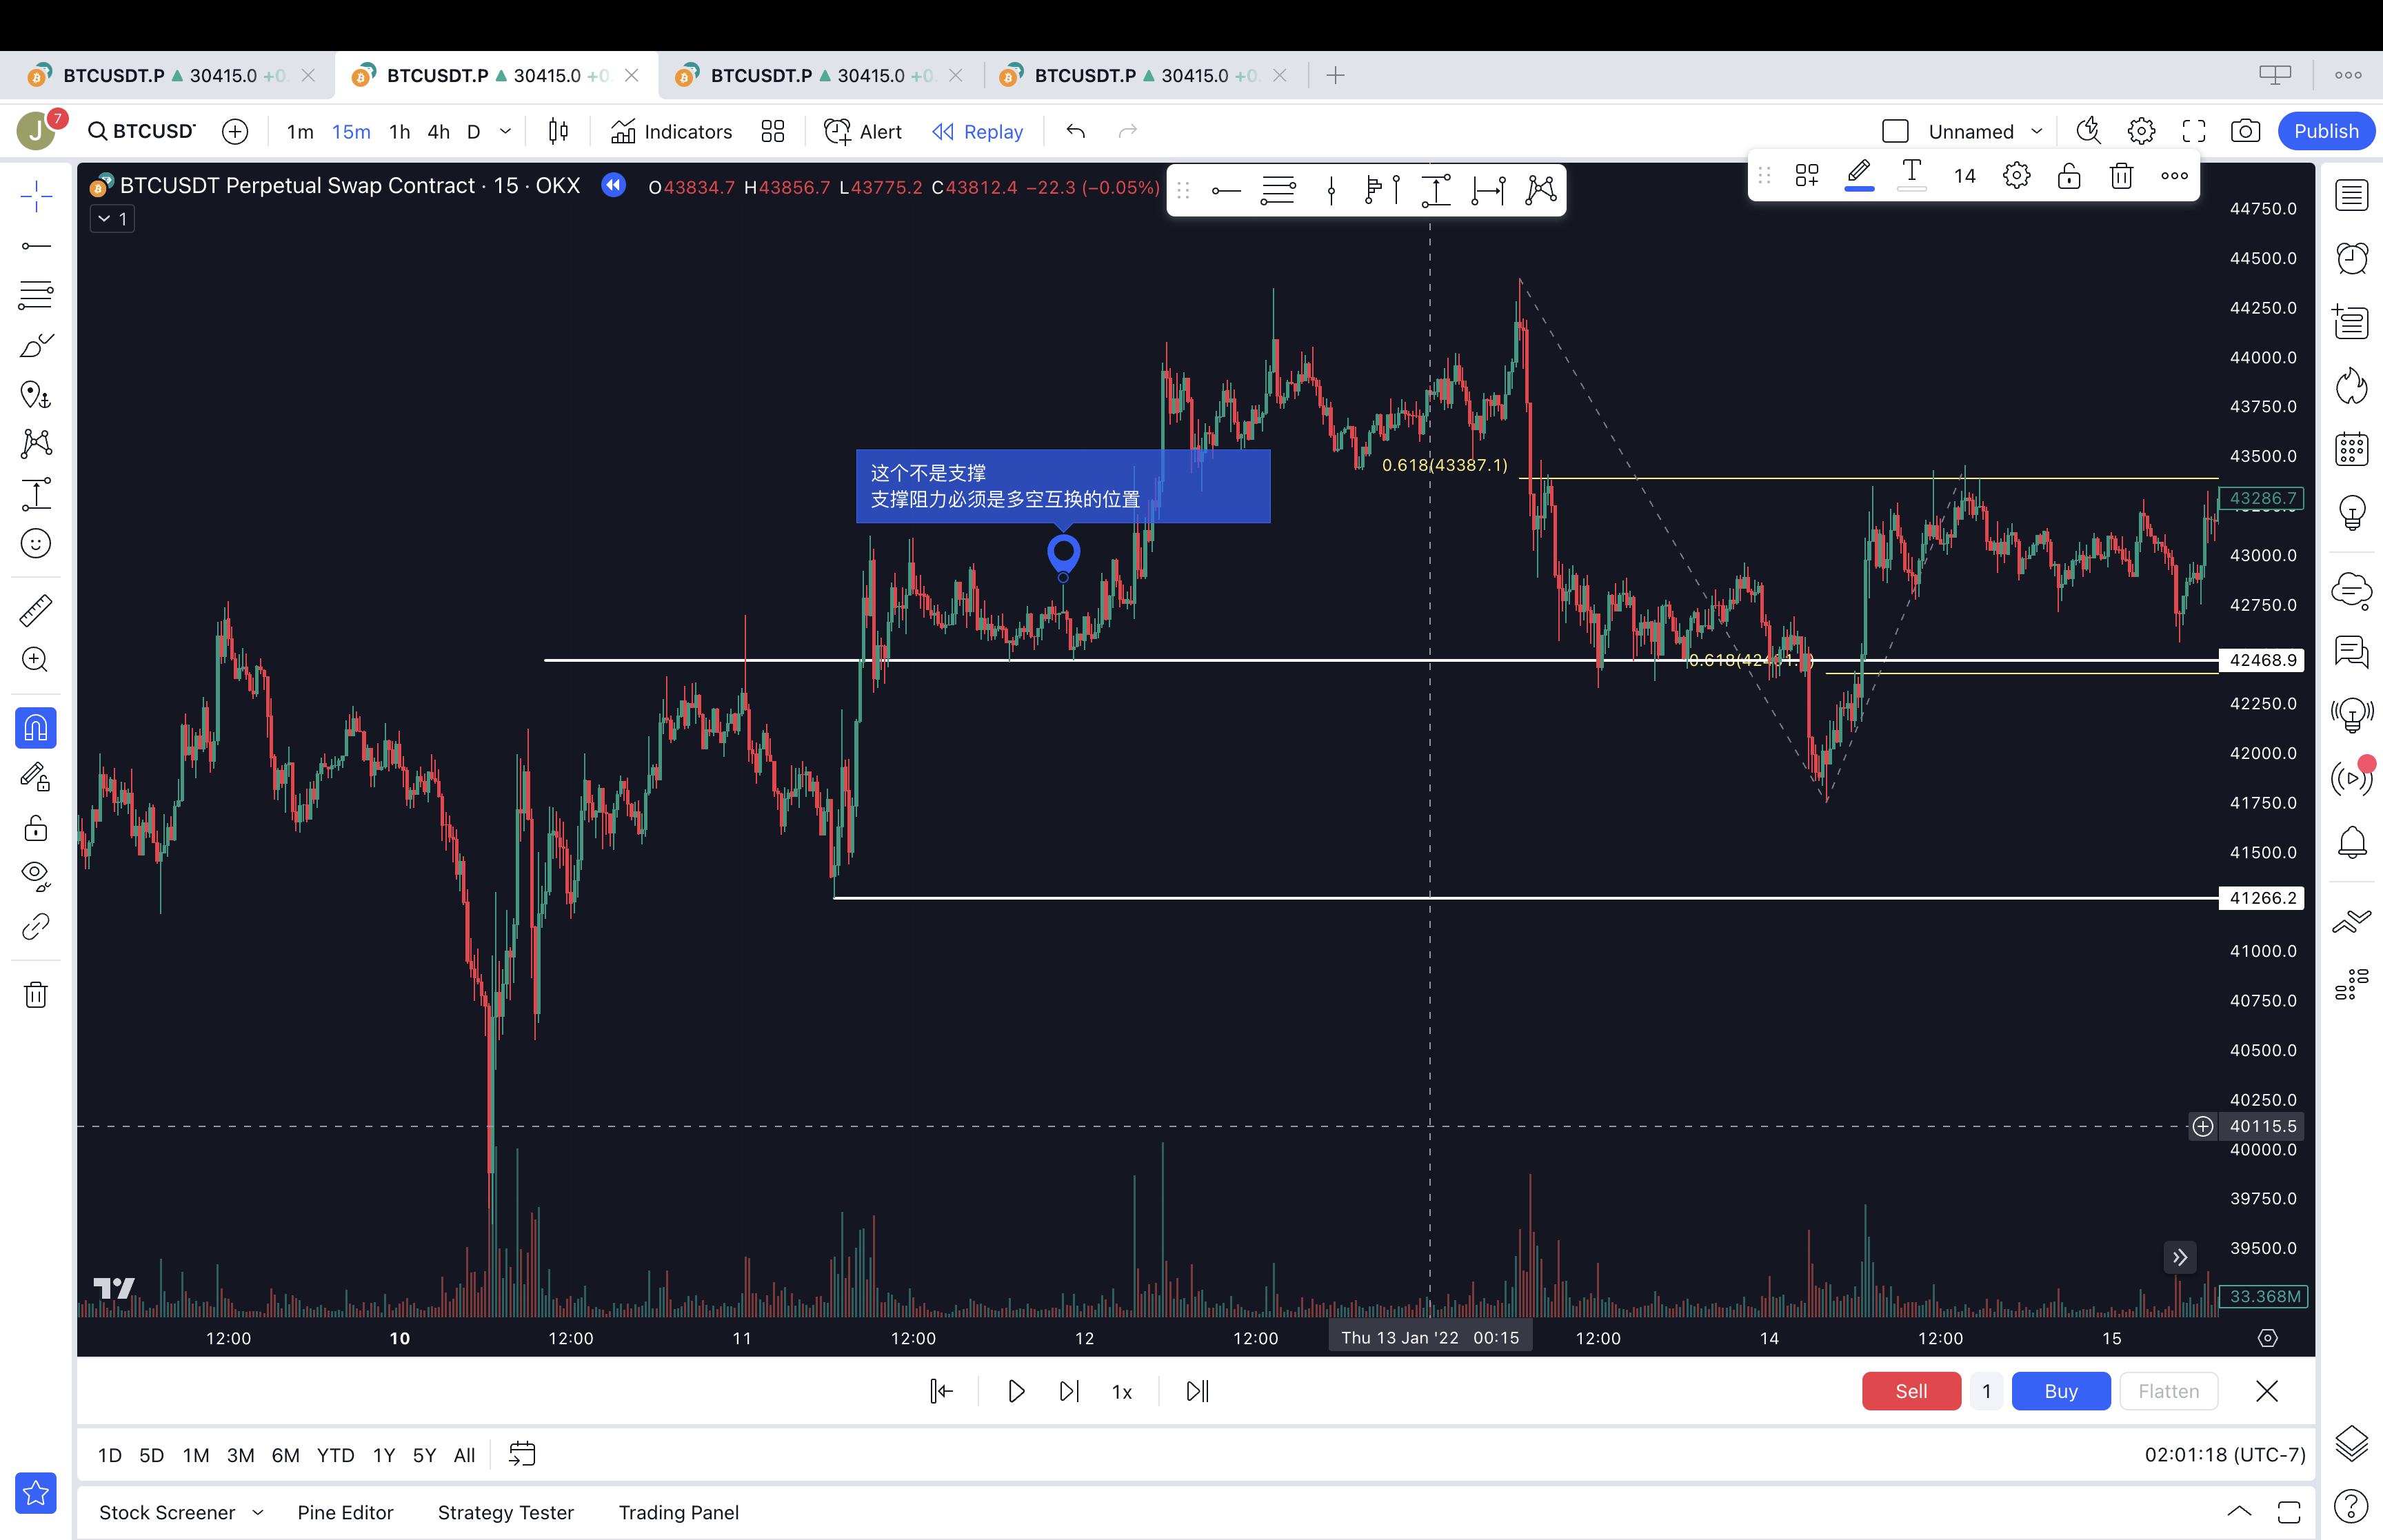 BTCUSDT.P ▲ 30415.0 +0.
BTCUSDT.P ▲ 30415.0 +0.
BTCUSDT.P ▲ 30415.0 +0.
BTCUSDT.P ▲ 30415.0 +0.
J 7
BTCUSD
1m 15m 1h 4h D
Indicators
Alert
Replay
Unnamed
Publish
BTCUSDT Perpetual Swap Contract · 15 · OKX
O43834.7 H43856.7 L43775.2 C43812.4 −22.3 (−0.05%)
T 14
1
44750.0
44500.0
44250.0
44000.0
43750.0
43500.0
43286.7
43000.0
42750.0
42468.9
42250.0
42000.0
41750.0
41500.0
41266.2
41000.0
40750.0
40500.0
40250.0
40115.5
40000.0
39750.0
39500.0
33.368M
这个不是支撑
支撑阻力必须是多空互换的位置
0.618(43387.1)
12:00 10 12:00 11 12:00 12 12:00 Thu 13 Jan '22 00:15 12:00 14 12:00 15
1x
Sell 1 Buy Flatten
1D 5D 1M 3M 6M YTD 1Y 5Y All
02:01:18 (UTC-7)
Stock Screener Pine Editor Strategy Tester Trading Panel